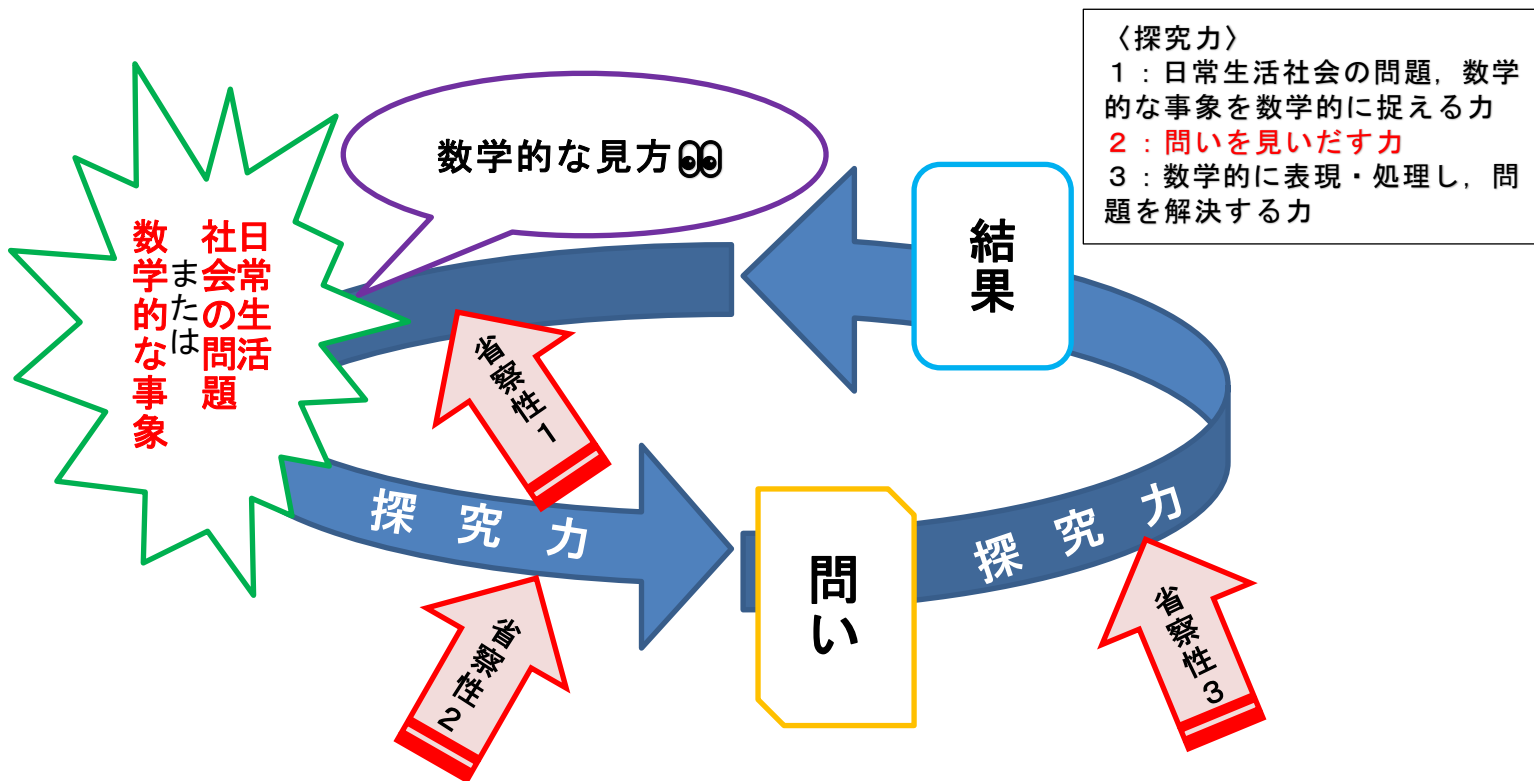 〈探究力〉
１：日常生活社会の問題，数学
的な事象を数学的に捉える力
２：問いを見いだす力
３：数学的に表現・処理し，問
題を解決する力
数学的な見方
結果
日常生活
社会の問題
または
数学的な事象
省察性１
探究力
問い
探究力
省察性２
省察性３